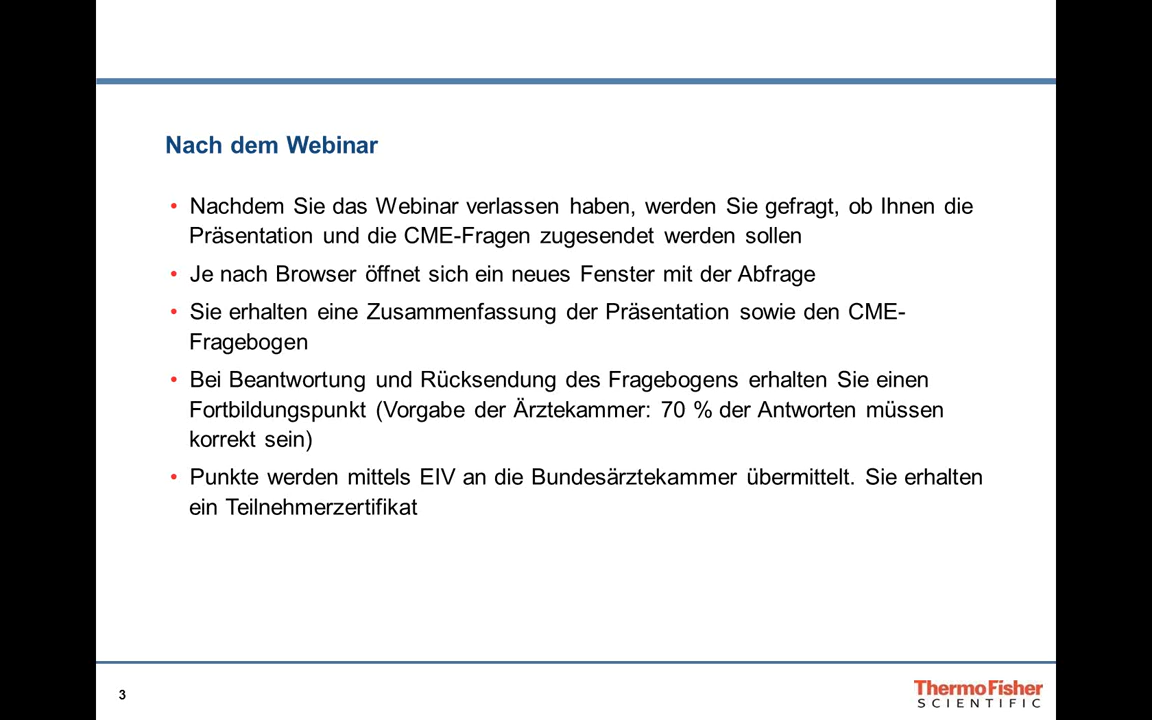 Nach dem Webinar
• Nachdem Sie das Webinar verlassen haben, werden Sie gefragt, ob Ihnen die
Präsentation und die CME-Fragen zugesendet werden sollen
• Je nach Browser öffnet sich ein neues Fenster mit der Abfrage
• Sie erhalten eine Zusammenfassung der Präsentation sowie den CME-
Fragebogen
• Bei Beantwortung und Rücksendung des Fragebogens erhalten Sie einen
Fortbildungspunkt (Vorgabe der Ärztekammer: 70 % der Antworten müssen
korrekt sein)
• Punkte werden mittels EIV an die Bundesärztekammer übermittelt. Sie erhalten
ein Teilnehmerzertifikat
3
ThermoFisher
SCIENTIFIC